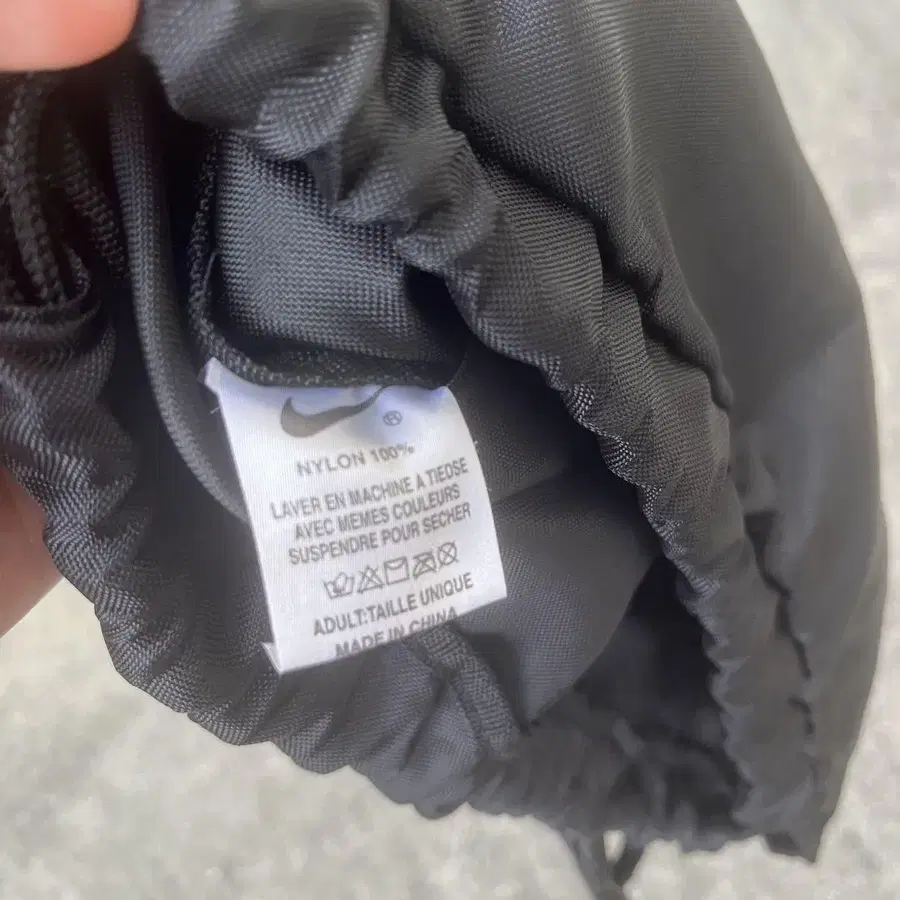 ®
NYLON 100%
LAVER EN MACHINE A TIEDSE
AVEC MEMES COULEURS
SUSPENDRE POUR SECHER
ADULT:TAILLE UNIQUE
MADE IN CHINA